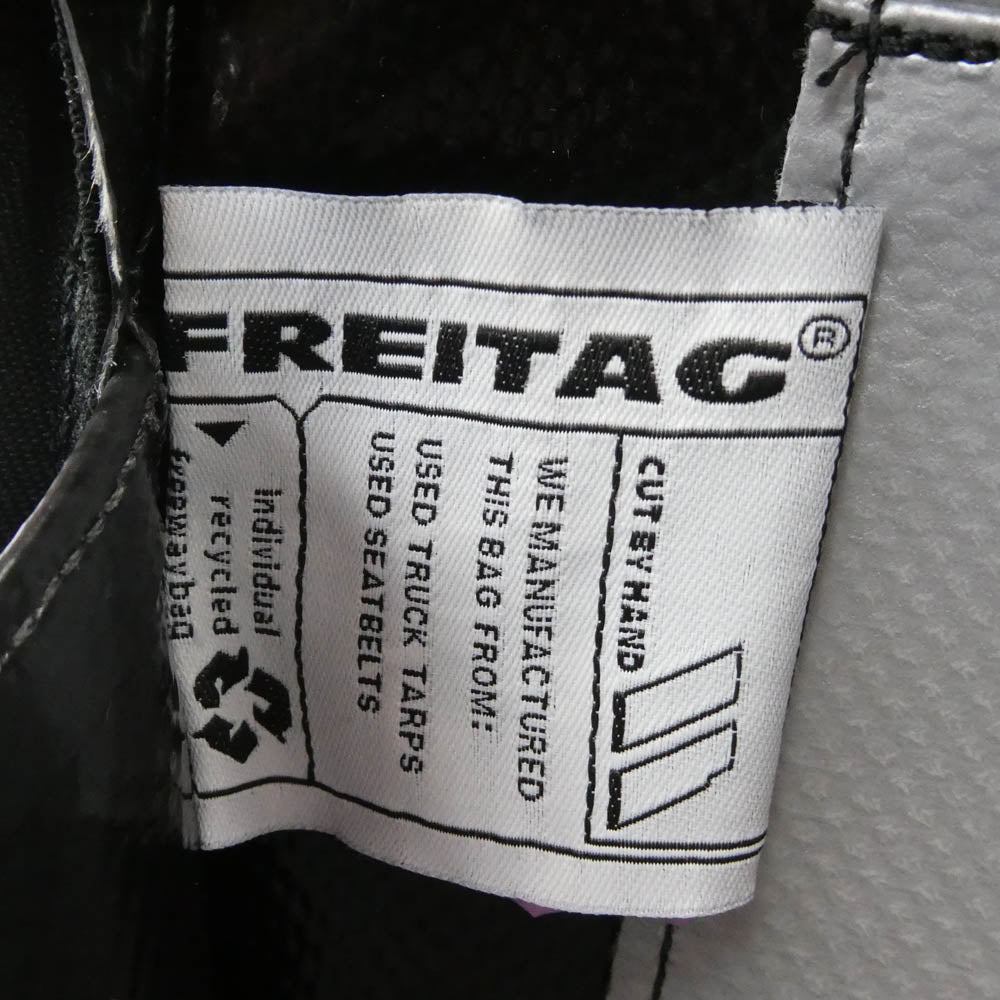 FREITAG®
CUT BY HAND
WE MANUFACTURED
THIS BAG FROM:
USED TRUCK TARPS
USED SEATBELTS
individual
recycled
freewaybag